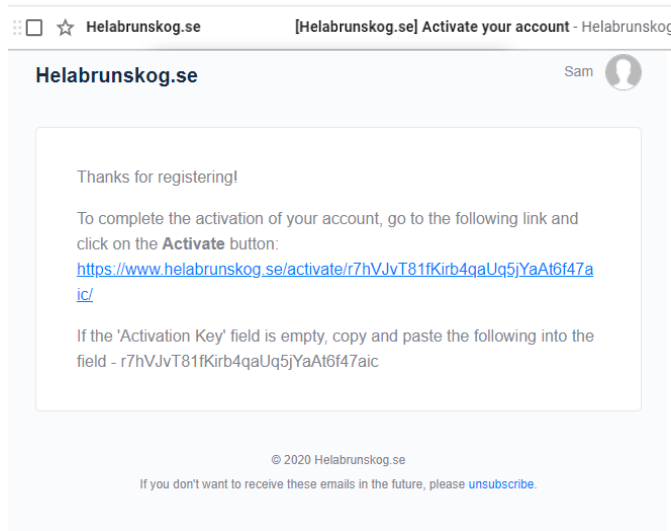 Helabrunskog.se [Helabrunskog.se] Activate your account - Helabrunskog
Helabrunskog.se Sam
Thanks for registering!
To complete the activation of your account, go to the following link and
click on the Activate button:
https://www.helabrunskog.se/activate/r7hVJvT81fKirb4qaUq5jYaAt6f47a
ic/
If the 'Activation Key' field is empty, copy and paste the following into the
field - r7hVJvT81fKirb4qaUq5jYaAt6f47aic
© 2020 Helabrunskog.se
If you don't want to receive these emails in the future, please unsubscribe.